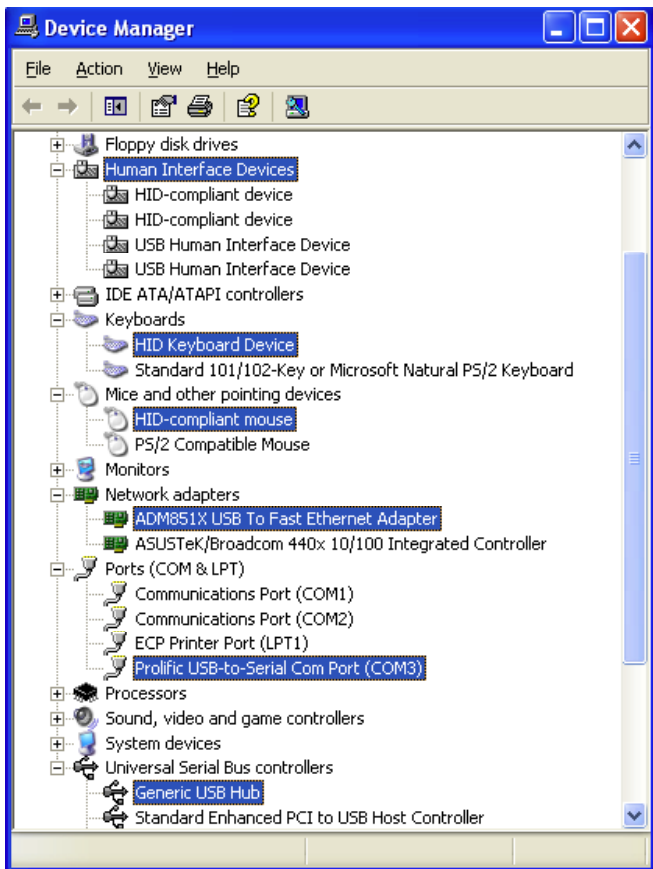 Device Manager
File Action View Help
Floppy disk drives
Human Interface Devices
HID-compliant device
HID-compliant device
USB Human Interface Device
USB Human Interface Device
IDE ATA/ATAPI controllers
Keyboards
HID Keyboard Device
Standard 101/102-Key or Microsoft Natural PS/2 Keyboard
Mice and other pointing devices
HID-compliant mouse
PS/2 Compatible Mouse
Monitors
Network adapters
ADM851X USB To Fast Ethernet Adapter
ASUSTeK/Broadcom 440x 10/100 Integrated Controller
Ports (COM & LPT)
Communications Port (COM1)
Communications Port (COM2)
ECP Printer Port (LPT1)
Prolific USB-to-Serial Com Port (COM3)
Processors
Sound, video and game controllers
System devices
Universal Serial Bus controllers
Generic USB Hub
Standard Enhanced PCI to USB Host Controller